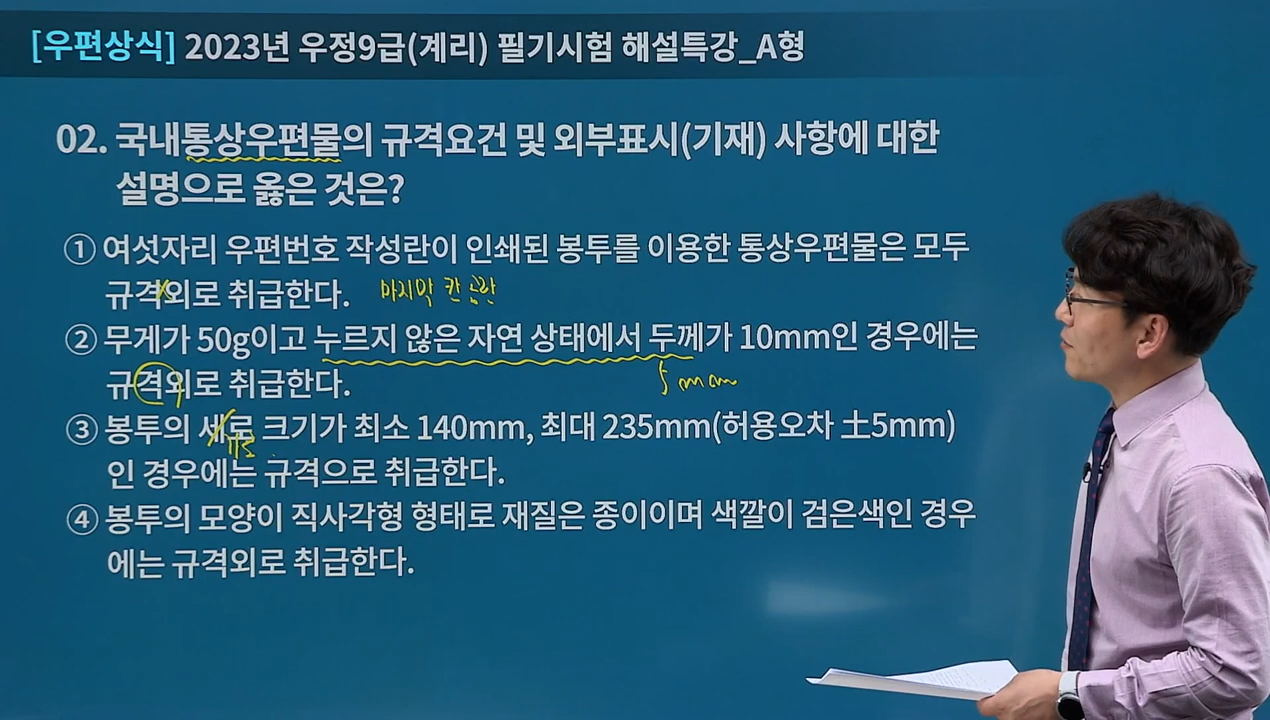 [우편상식] 2023년 우정9급(계리) 필기시험 해설특강_A형
02. 국내통상우편물의 규격요건 및 외부표시(기재) 사항에 대한
설명으로 옳은 것은?
① 여섯자리 우편번호 작성란이 인쇄된 봉투를 이용한 통상우편물은 모두
규격외로 취급한다. 마지막 칸 공란
② 무게가 50g이고 누르지 않은 자연 상태에서 두께가 10mm인 경우에는
규격외로 취급한다. 5mm
③ 봉투의 세로 크기가 최소 140mm, 최대 235mm(허용오차 ±5mm)
가로
인 경우에는 규격으로 취급한다.
④ 봉투의 모양이 직사각형 형태로 재질은 종이이며 색깔이 검은색인 경우
에는 규격외로 취급한다.